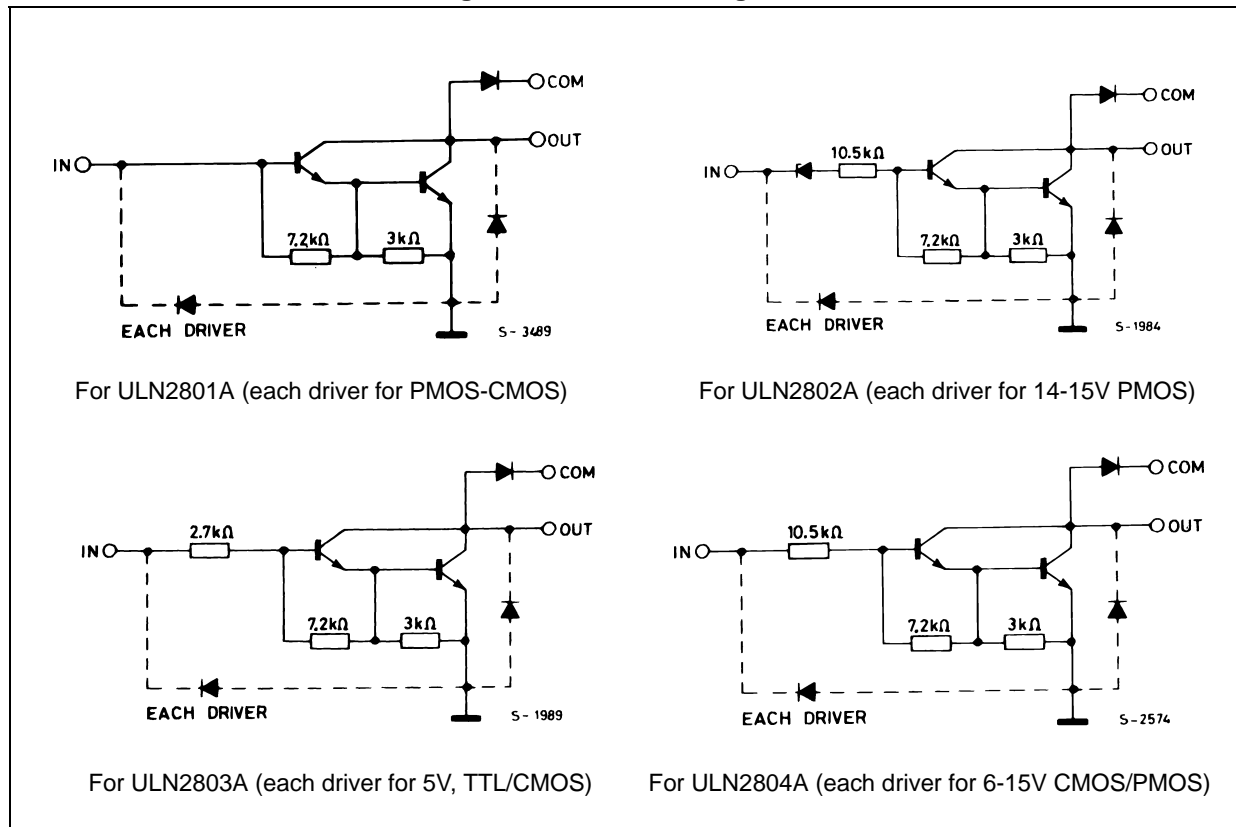 COM
OUT
IN
7.2kΩ 3kΩ
EACH DRIVER
S-3489
For ULN2801A (each driver for PMOS-CMOS)
COM
OUT
IN
10.5kΩ
7.2kΩ 3kΩ
EACH DRIVER
S-1984
For ULN2802A (each driver for 14-15V PMOS)
COM
OUT
2.7kΩ
IN
7.2kΩ 3kΩ
EACH DRIVER
S-1989
For ULN2803A (each driver for 5V, TTL/CMOS)
COM
OUT
10.5kΩ
IN
7.2kΩ 3kΩ
EACH DRIVER
S-2574
For ULN2804A (each driver for 6-15V CMOS/PMOS)